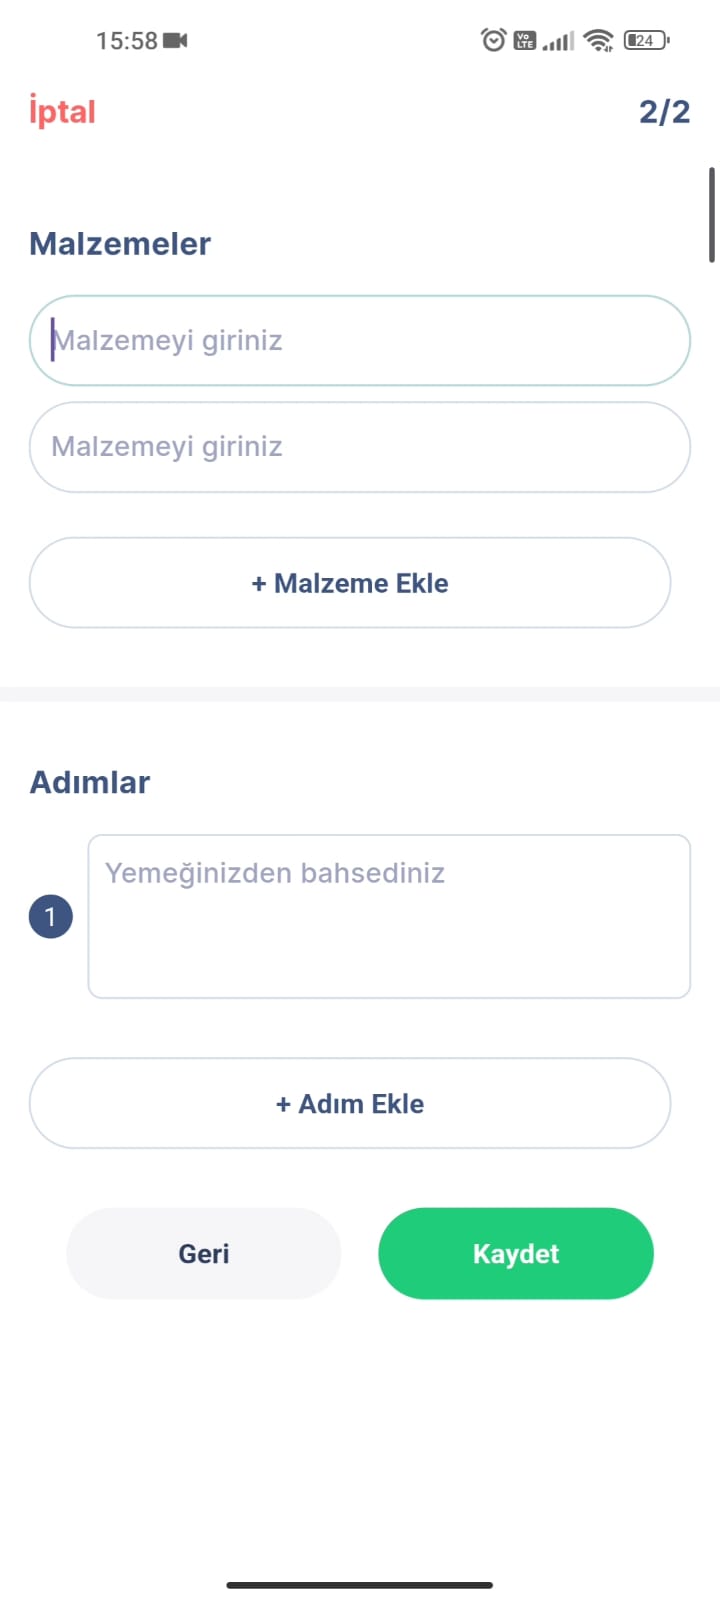 15:58
Vo LTE
24
İptal
2/2
Malzemeler
Malzemeyi giriniz
Malzemeyi giriniz
+ Malzeme Ekle
Adımlar
Yemeğinizden bahsediniz
1
+ Adım Ekle
Geri
Kaydet